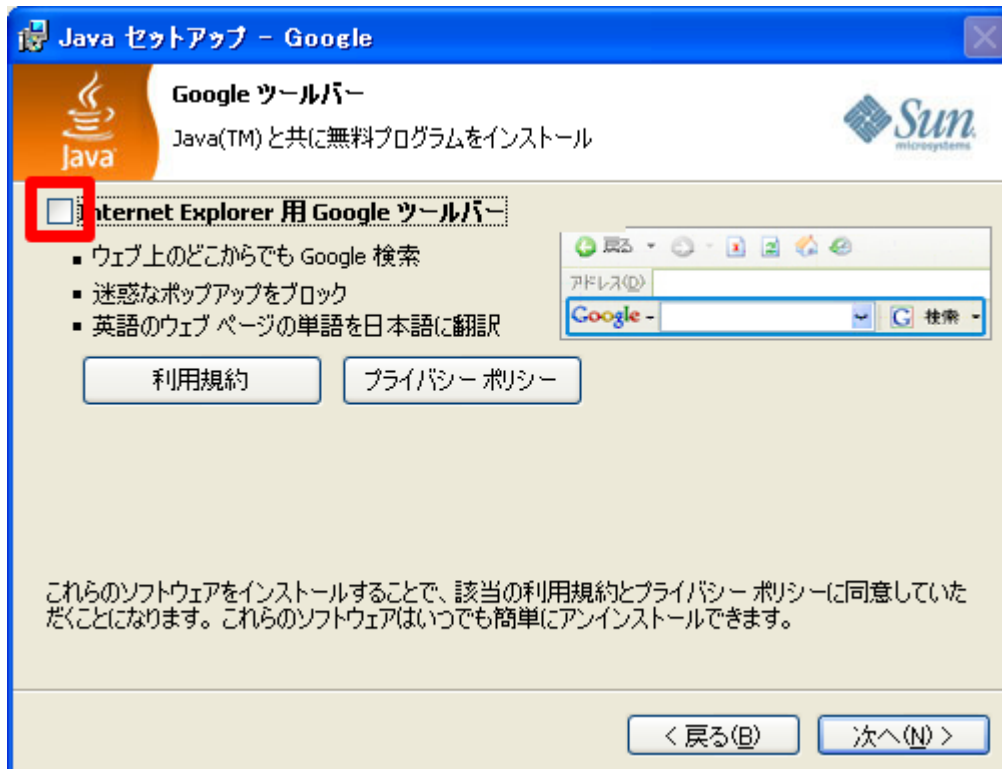 Java セットアップ - Google
Google ツールバー
Java(TM) と共に無料プログラムをインストール
Java
Sun
microsystems
Internet Explorer 用 Google ツールバー
ウェブ上のどこからでも Google 検索
迷惑なポップアップをブロック
英語のウェブ ページの単語を日本語に翻訳
戻る
アドレス(D)
Google
G 検索
利用規約
プライバシー ポリシー
これらのソフトウェアをインストールすることで、該当の利用規約とプライバシー ポリシーに同意していた
だくことになります。これらのソフトウェアはいつでも簡単にアンインストールできます。
< 戻る(B)
次へ(N) >